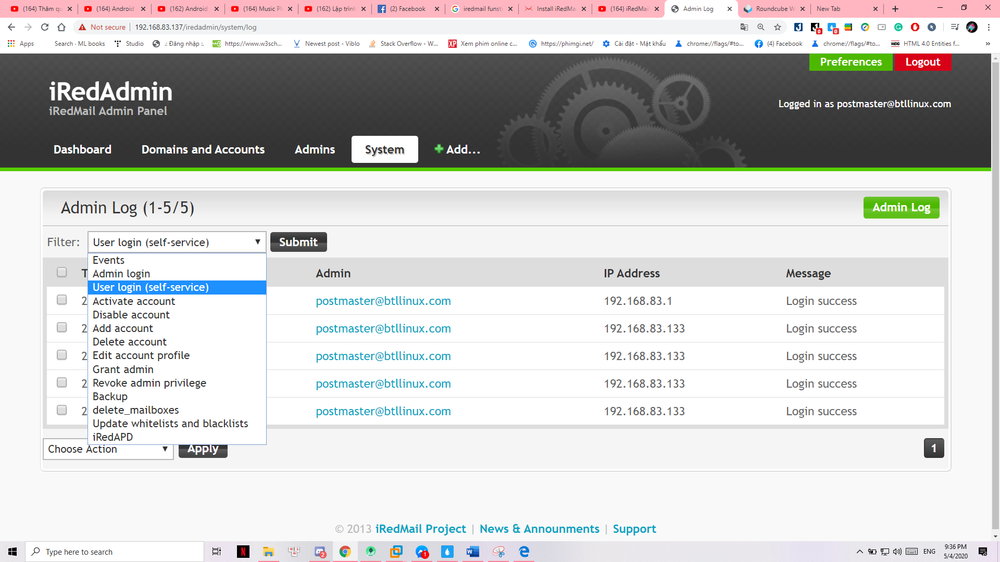 (164) Thăm qu
(164) Android
(162) Android
(164) Music Pla
(162) Lập trình
(2) Facebook
iredmail funsti
Install iRedMai
(164) iRedMail
Admin Log
Roundcube W
New Tab
Not secure
192.168.83.137/iredadmin/system/log
0
0
Apps
Search · ML books
Studio
.: Đăng nhập :.
https://www.w3sch...
Newest post - Viblo
Stack Overflow - W...
Xem phim online c...
https://phimgi.net/
Cài đặt - Mật khẩu
chrome://flags/#to...
(4) Facebook
chrome://flags/#to...
HTML 4.0 Entities f...
»
Preferences
Logout
iRedAdmin
iRedMail Admin Panel
Logged in as postmaster@btllinux.com
Dashboard
Domains and Accounts
Admins
System
Add...
Admin Log (1-5/5)
Admin Log
Filter:
User login (self-service)
Submit
Events
Admin login
User login (self-service)
Activate account
Disable account
Add account
Delete account
Edit account profile
Grant admin
Revoke admin privilege
Backup
delete_mailboxes
Update whitelists and blacklists
iRedAPD
T
Admin
IP Address
Message
2
postmaster@btllinux.com
192.168.83.1
Login success
2
postmaster@btllinux.com
192.168.83.133
Login success
2
postmaster@btllinux.com
192.168.83.133
Login success
2
postmaster@btllinux.com
192.168.83.133
Login success
2
postmaster@btllinux.com
192.168.83.133
Login success
Choose Action
Apply
1
© 2013 iRedMail Project | News & Announments | Support
Type here to search
2
1
ENG
9:36 PM
5/4/2020